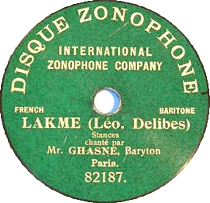 DISQUE ZONOPHONE
INTERNATIONAL
ZONOPHONE COMPANY
FRENCH BARITONE
LAKME (Léo. Delibes)
Stances
chanté par
Mr. GHASNE, Baryton
Paris.
82187.